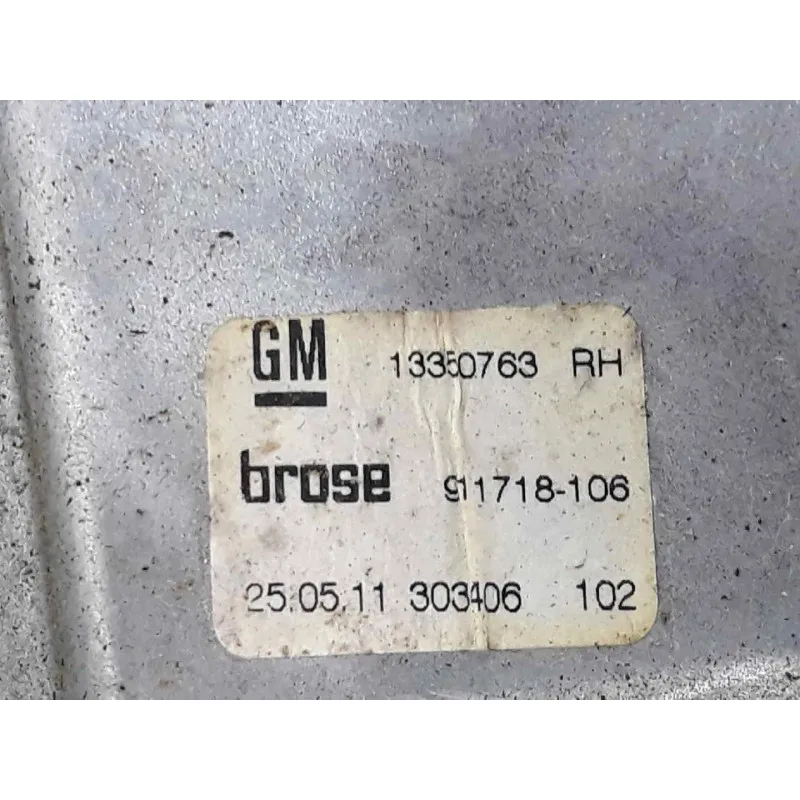 GM 13350763 RH
brose 911718-106
25.05.11 303406 102